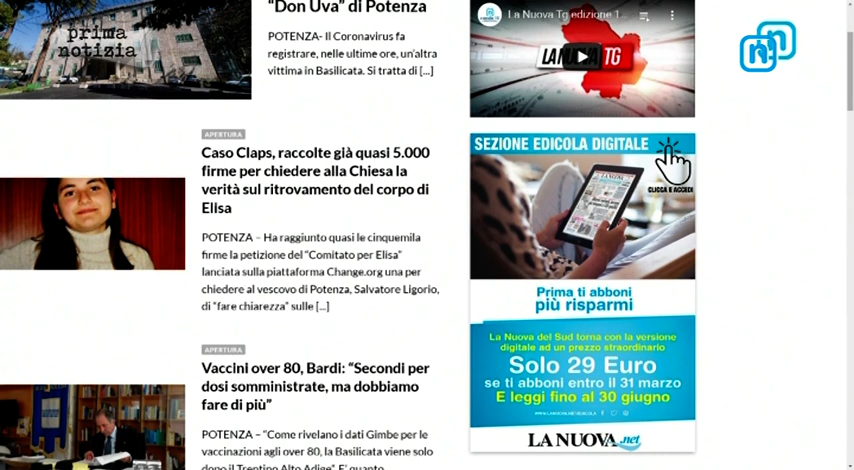 prima
notizia
“Don Uva” di Potenza
POTENZA- Il Coronavirus fa
registrare, nelle ultime ore, un’altra
vittima in Basilicata. Si tratta di [...]
APERTURA
Caso Claps, raccolte già quasi 5.000
firme per chiedere alla Chiesa la
verità sul ritrovamento del corpo di
Elisa
POTENZA – Ha raggiunto quasi le cinquemila
firme la petizione del “Comitato per Elisa”
lanciata sulla piattaforma Change.org una per
chiedere al vescovo di Potenza, Salvatore Ligorio,
di “fare chiarezza” sulle [...]
APERTURA
Vaccini over 80, Bardi: “Secondi per
dosi somministrate, ma dobbiamo
fare di più”
POTENZA – “Come rivelano i dati Gimbe per le
vaccinazioni agli over 80, la Basilicata viene solo
dopo il Trentino Alto Adige”. E’ quanto
La Nuova Tg edizione 1...
LA NUOVA TG
SEZIONE EDICOLA DIGITALE
CLICCA E ACCEDI
Prima ti abboni
più risparmi
La Nuova del Sud torna con la versione
digitale ad un prezzo straordinario
Solo 29 Euro
se ti abboni entro il 31 marzo
E leggi fino al 30 giugno
LA NUOVA.net
n n